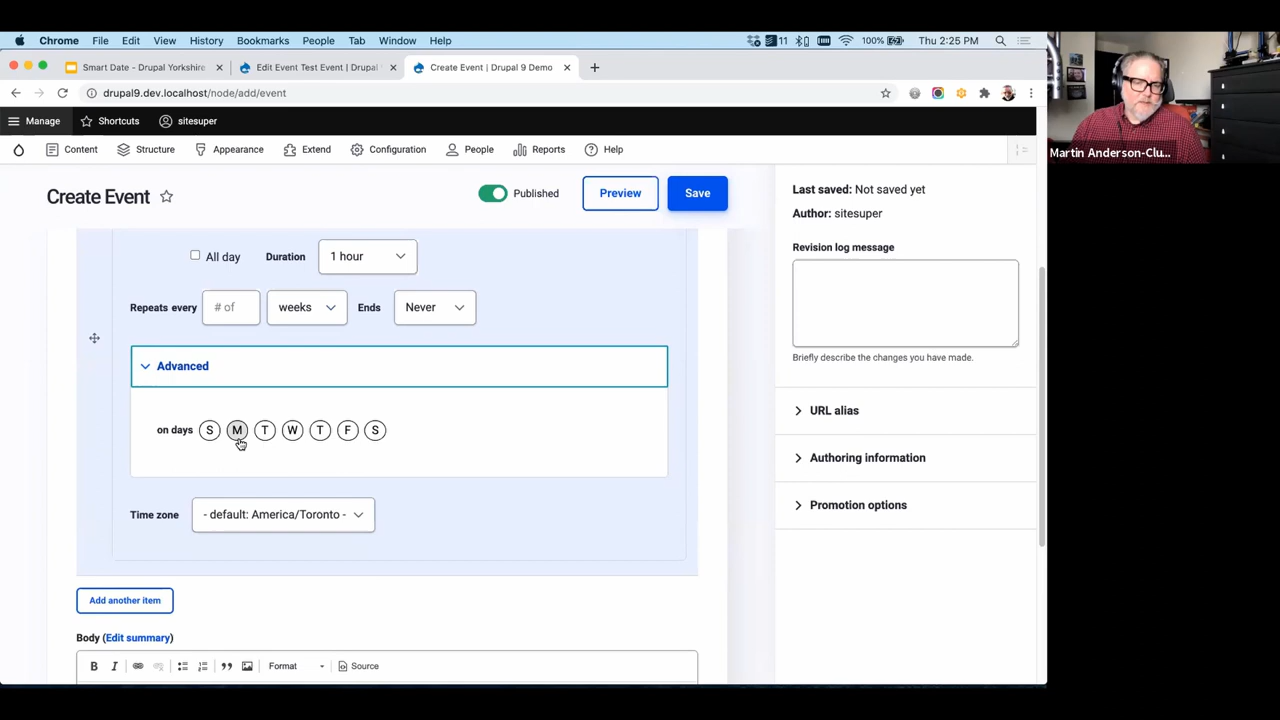 Chrome File Edit View History Bookmarks People Tab Window Help 11 100% Thu 2:25 PM
Smart Date - Drupal Yorkshire Edit Event Test Event | Drupal Create Event | Drupal 9 Demo
drupal9.dev.localhost/node/add/event
Manage Shortcuts sitesuper
Content Structure Appearance Extend Configuration People Reports Help
Martin Anderson-Clu...
Create Event Published Preview Save
Last saved: Not saved yet
Author: sitesuper
Revision log message
Briefly describe the changes you have made.
URL alias
Authoring information
Promotion options
All day Duration 1 hour
Repeats every # of weeks Ends Never
Advanced
on days S M T W T F S
Time zone - default: America/Toronto -
Add another item
Body (Edit summary)
B I Format Source